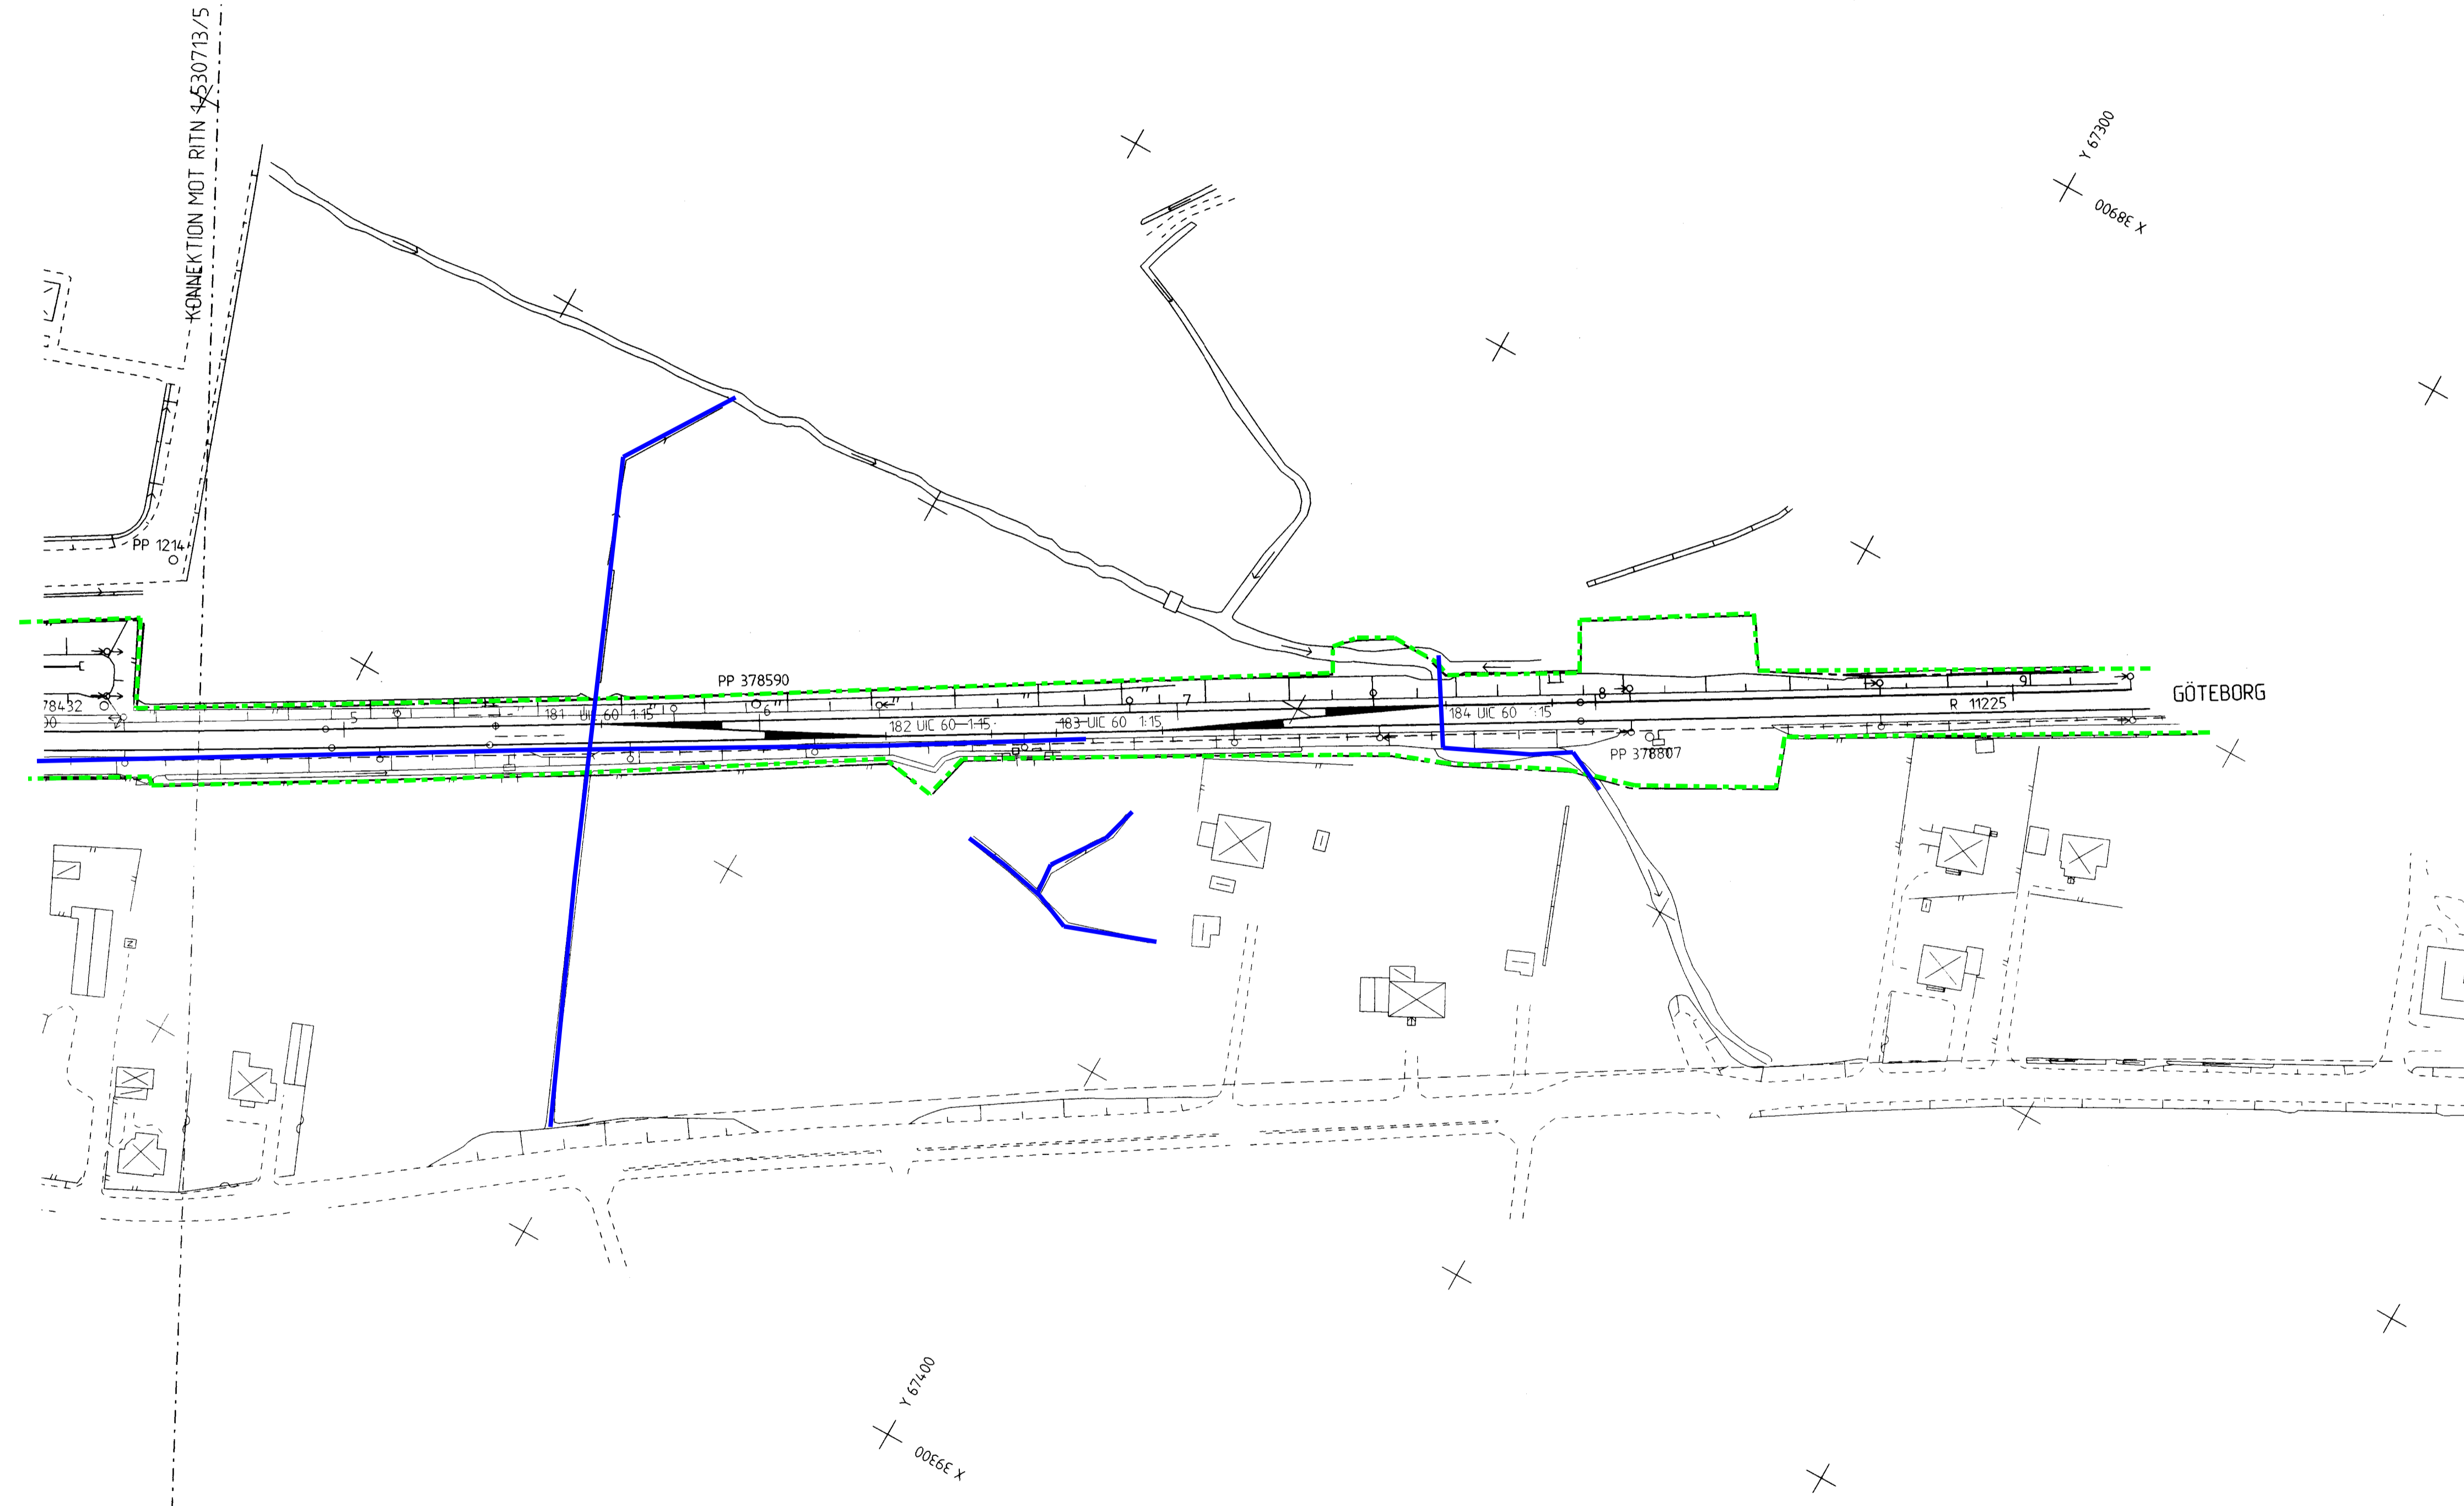 KONNEKTION MOT RITN 1-530713/5
Y 67300
X 38900
PP 1214
PP 378590
78432
5
181 UIC 60 1:15
6
182 UIC 60 1:15
183 UIC 60 1:15
7
184 UIC 60 1:15
8
9
R 11225
GÖTEBORG
PP 378807
N
Y 67400
X 39300